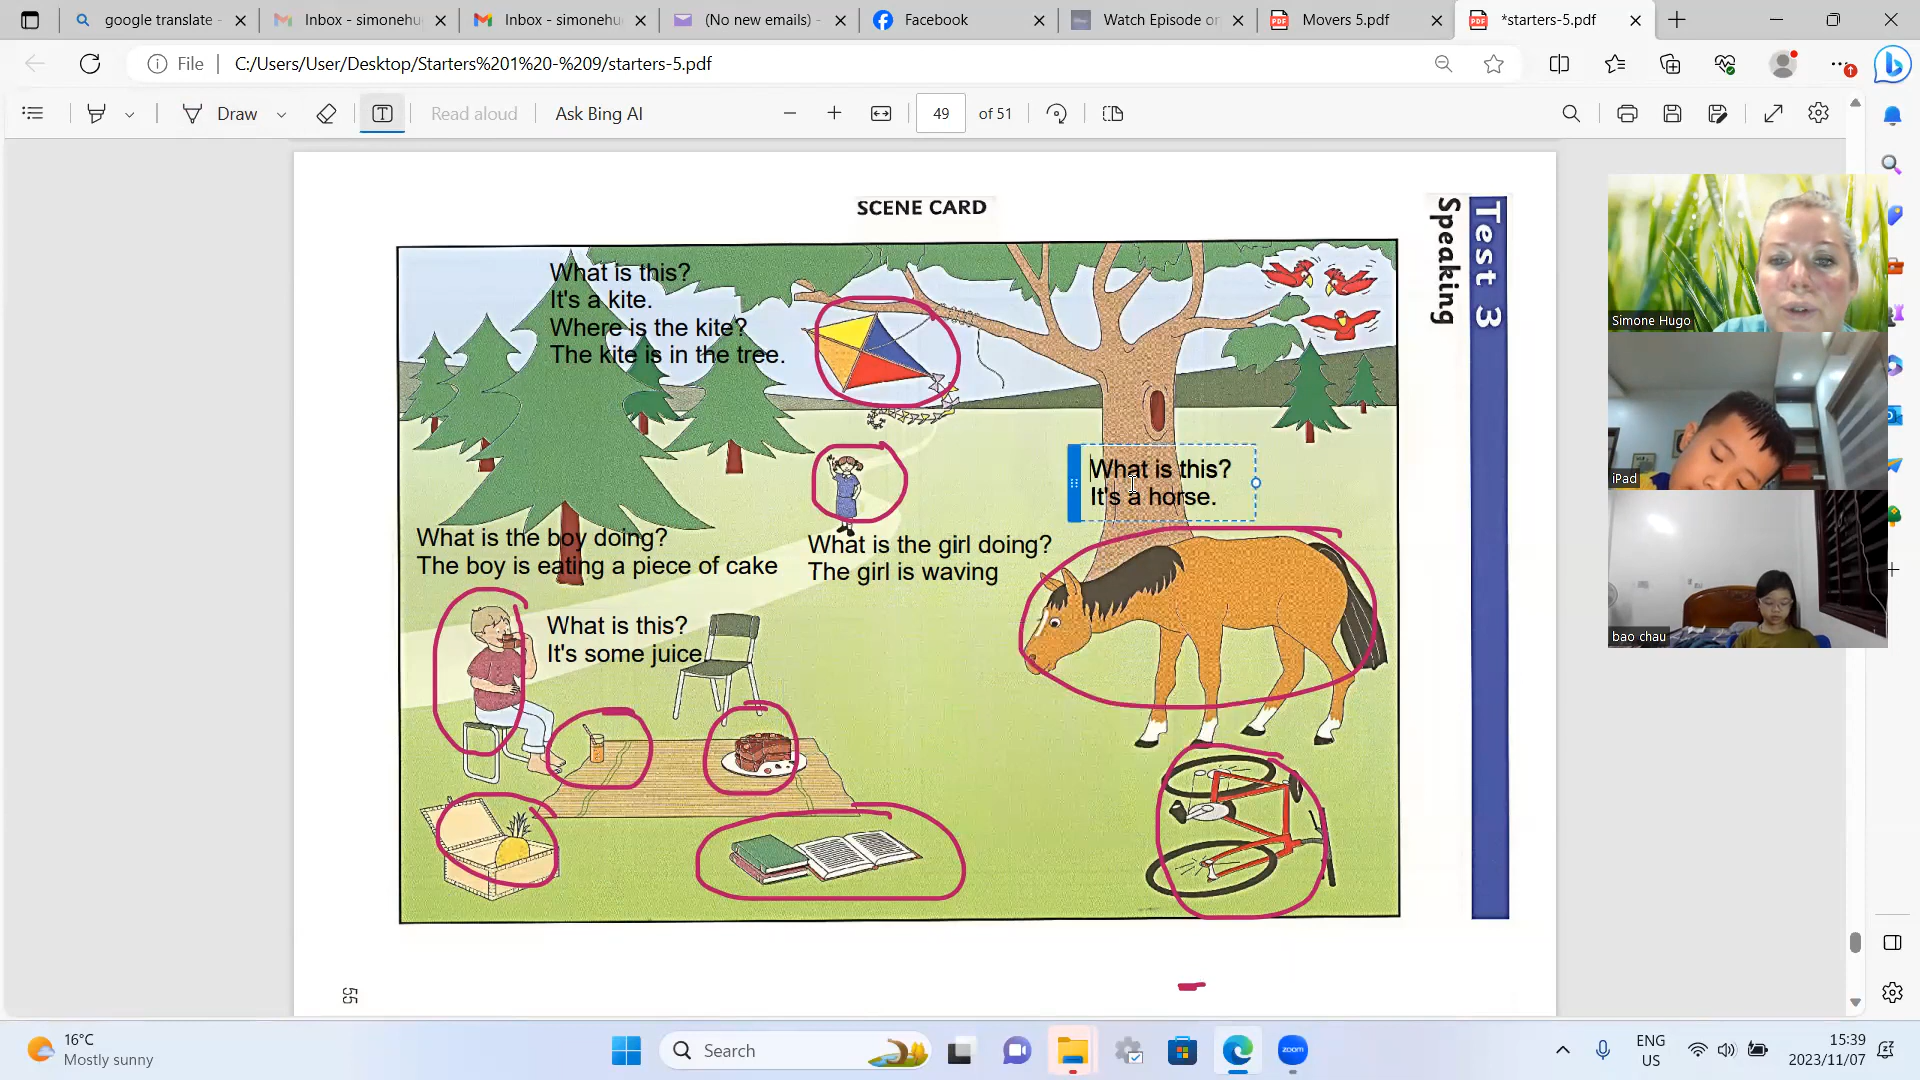 google translate -
Inbox - simonehu
Inbox - simonehu
(No new emails) -
Facebook
Watch Episode on
Movers 5.pdf
*starters-5.pdf
File
C:/Users/User/Desktop/Starters%201%20-%209/starters-5.pdf
Draw
Read aloud
Ask Bing AI
49
of 51
SCENE CARD
Test 3
Speaking
What is this?
It's a kite.
Where is the kite?
The kite is in the tree.
What is this?
It's a horse.
What is the boy doing?
The boy is eating a piece of cake
What is the girl doing?
The girl is waving
What is this?
It's some juice
55
Simone Hugo
iPad
bao chau
16°C
Mostly sunny
Search
zoom
ENG
US
15:39
2023/11/07